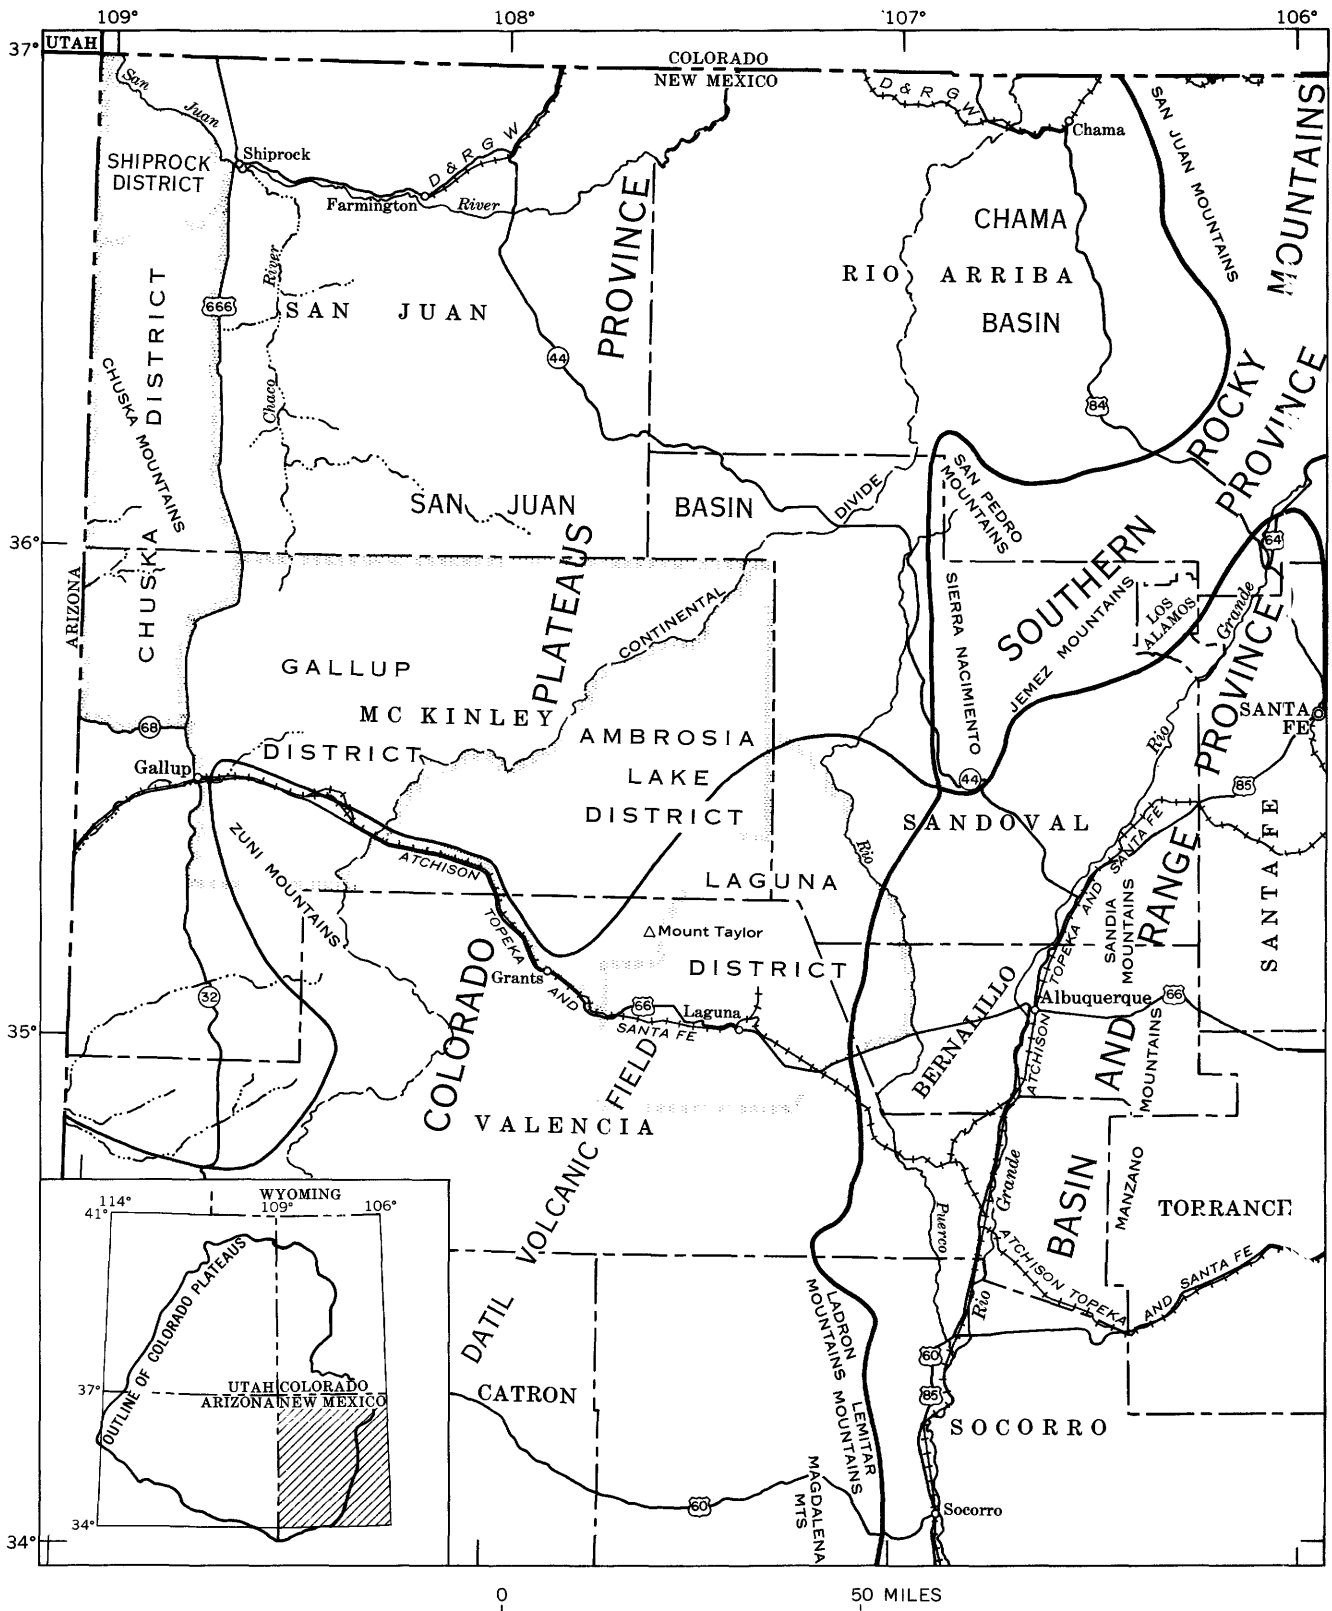 109°
108°
107°
106°
37°
UTAH
COLORADO
NEW MEXICO
San
Juan
River
SHIPROCK
DISTRICT
Shiprock
Farmington
D & R G W
D & R G W
Chama
SAN JUAN MOUNTAINS
MOUNTAINS
CHAMA
RIO ARRIBA
BASIN
PROVINCE
River
Chaco
SAN JUAN
666
44
84
CHUSKA MOUNTAINS
CHUSKA DISTRICT
ROCKY
PROVINCE
SAN JUAN BASIN
CONTINENTAL DIVIDE
SAN PEDRO
MOUNTAINS
36°
64
ARIZONA
PLATEAUS
SIERRA NACIMIENTO
SOUTHERN
JEMEZ MOUNTAINS
LOS
ALAMOS
Rio Grande
PROVINCE
GALLUP
MC KINLEY
DISTRICT
AMBROSIA
LAKE
DISTRICT
SANTA
FE
68
Gallup
44
85
SANDOVAL
SANTA FE
ZUNI MOUNTAINS
ATCHISON
TOPEKA
AND
SANTA FE
Rio
LAGUNA
Mount Taylor
DISTRICT
TOPEKA AND SANTA FE
SANDIA
MOUNTAINS
RANGE
COLORADO
Grants
32
66
Laguna
Albuquerque
66
35°
BERNALILLO
ATCHISON
AND
MOUNTAINS
VALENCIA
DATIL VOLCANIC FIELD
Grande
Puerco
BASIN
MANZANO
TORRANCE
WYOMING
114°
109°
106°
41°
OUTLINE OF COLORADO PLATEAUS
37°
UTAH COLORADO
ARIZONA NEW MEXICO
34°
ATCHISON TOPEKA
AND SANTA FE
Rio
LADRON
MOUNTAINS
60
85
CATRON
LEMITAR
MOUNTAINS
SOCORRO
MAGDALENA
MTS
60
Socorro
34°
0
50 MILES